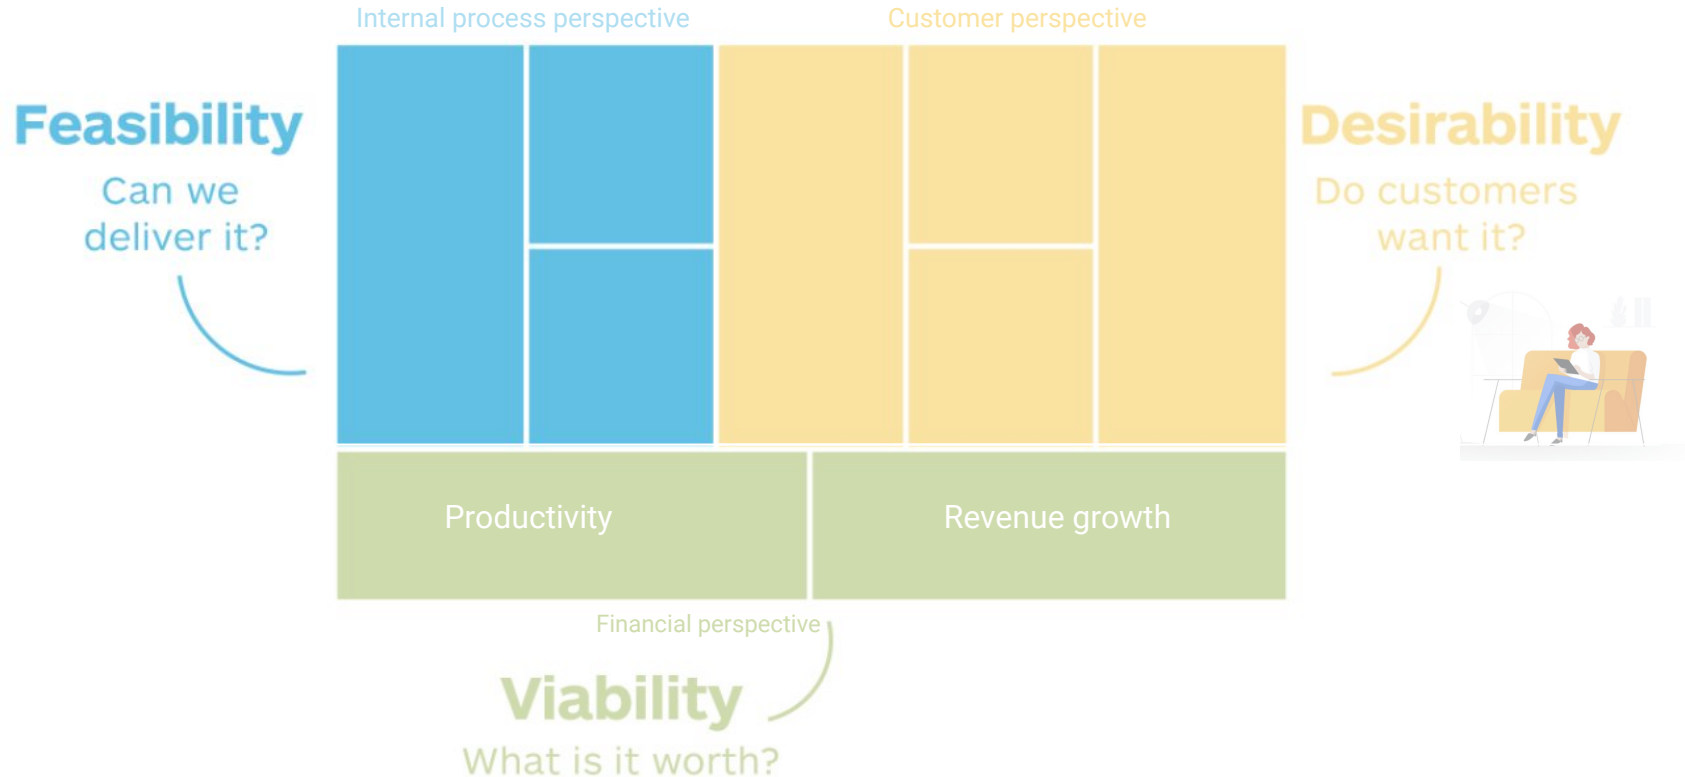 Internal process perspective
Customer perspective
Feasibility
Can we
deliver it?
Desirability
Do customers
want it?
Productivity
Revenue growth
Financial perspective
Viability
What is it worth?